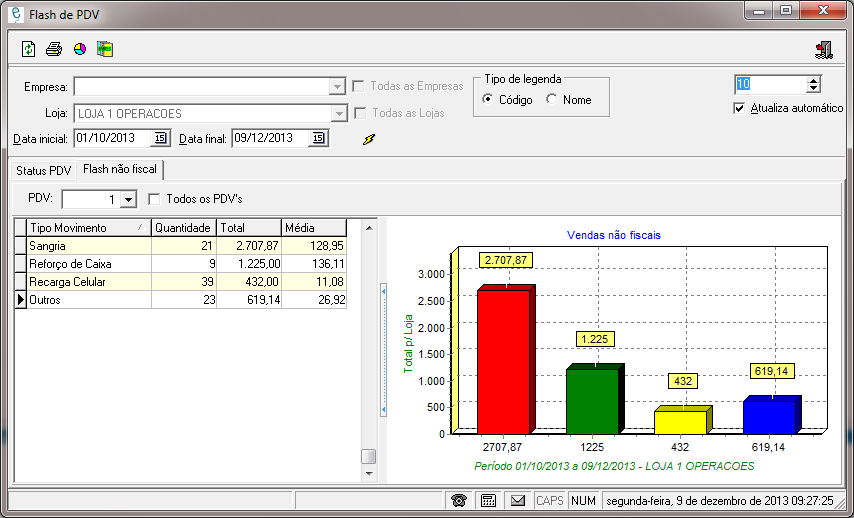 Flash de PDV
Empresa:
Todas as Empresas
Loja: LOJA 1 OPERACOES
Todas as Lojas
Data inicial: 01/10/2013 15 Data final: 09/12/2013 15
Tipo de legenda
Código Nome
10
Atualiza automático
Status PDV Flash não fiscal
PDV: 1 Todos os PDV's
Tipo Movimento Quantidade Total Média
Sangria 21 2.707,87 128,95
Reforço de Caixa 9 1.225,00 136,11
Recarga Celular 39 432,00 11,08
Outros 23 619,14 26,92
Vendas não fiscais
Total p/ Loja
3.000
2.500
2.000
1.500
1.000
500
0
2.707,87
1.225
432
619,14
2707,87 1225 432 619,14
Período 01/10/2013 a 09/12/2013 - LOJA 1 OPERACOES
CAPS NUM segunda-feira, 9 de dezembro de 2013 09:27:25